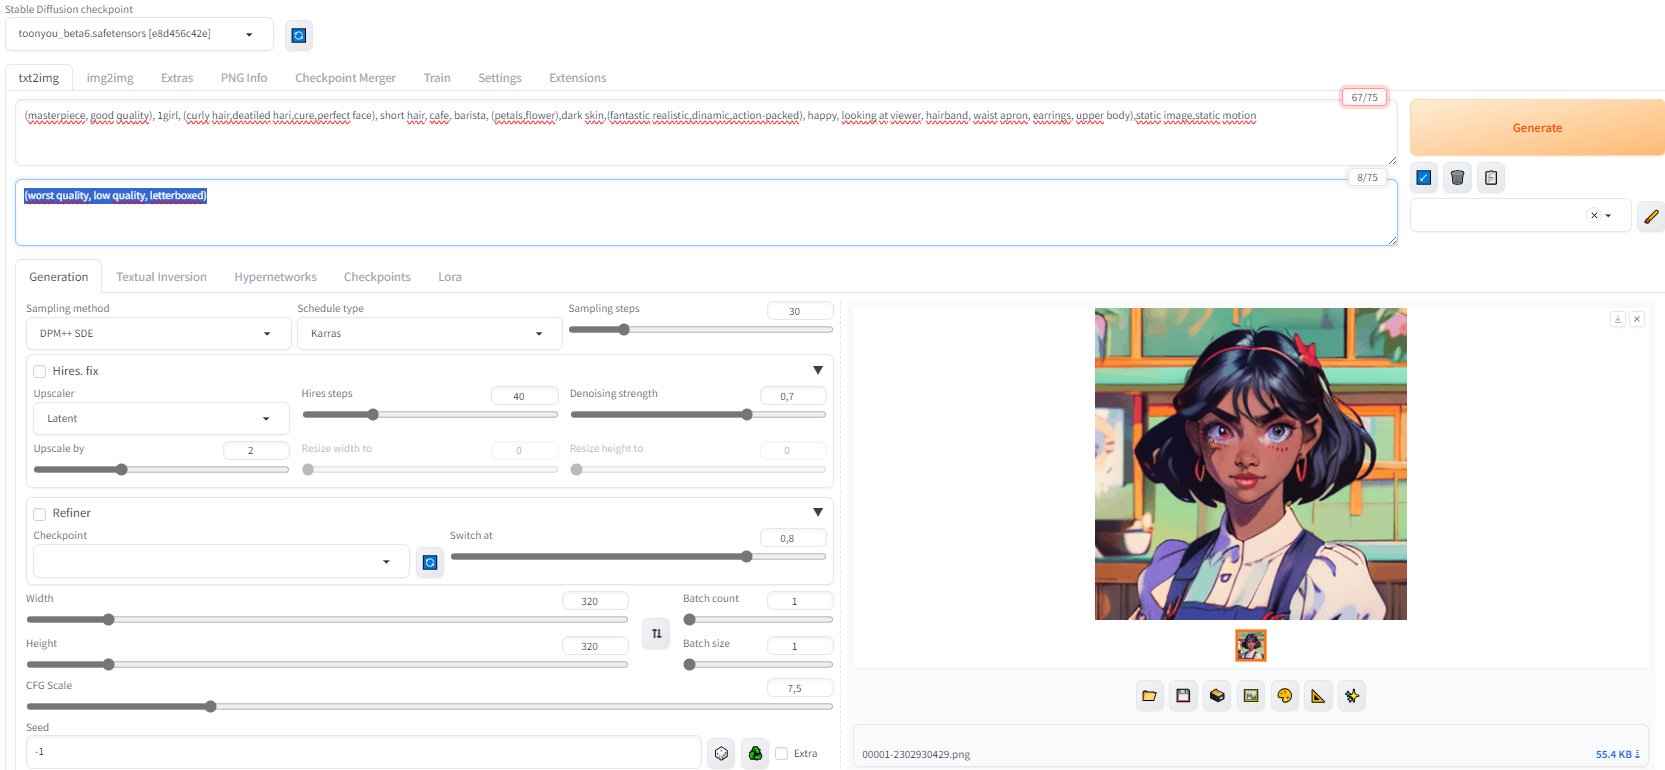 Stable Diffusion checkpoint
toonyou_beta6.safetensors [e8d456c42e]
txt2img img2img Extras PNG Info Checkpoint Merger Train Settings Extensions
67/75
(masterpiece, good quality), 1girl, (curly hair,deatiled hari,cure,perfect face), short hair, cafe, barista, (petals,flower),dark skin,(fantastic realistic,dinamic,action-packed), happy, looking at viewer, hairband, waist apron, earrings, upper body),static image,static motion
Generate
8/75
(worst quality, low quality, letterboxed)
Generation Textual Inversion Hypernetworks Checkpoints Lora
Sampling method Schedule type Sampling steps 30
DPM++ SDE Karras
Hires. fix
Upscaler Hires steps 40 Denoising strength 0,7
Latent
Upscale by 2 Resize width to 0 Resize height to 0
Refiner
Checkpoint Switch at 0,8
Width 320 Batch count 1
Height 320 Batch size 1
CFG Scale 7,5
Seed
-1 Extra
00001-2302930429.png 55.4 KB ⇣